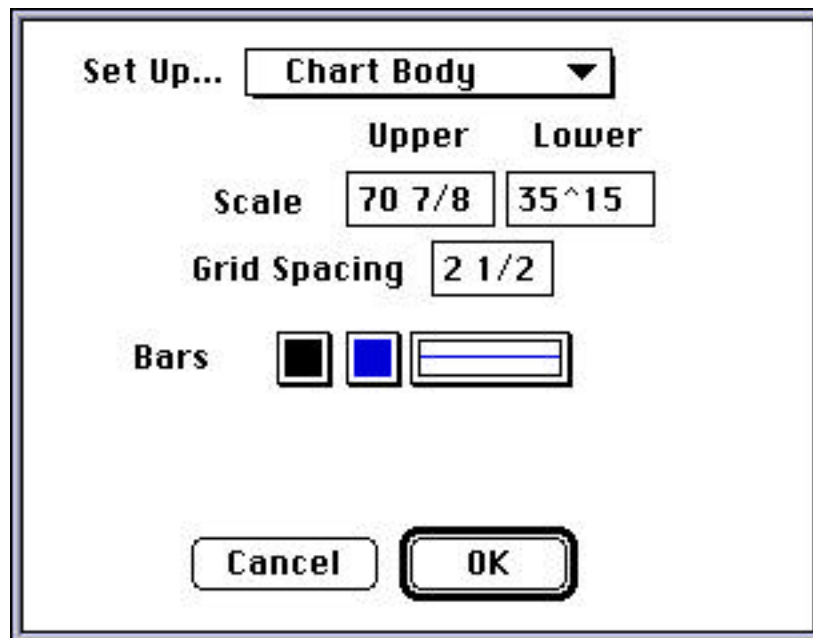 Set Up... Chart Body
Upper Lower
Scale 70 7/8 35^15
Grid Spacing 2 1/2
Bars
Cancel OK